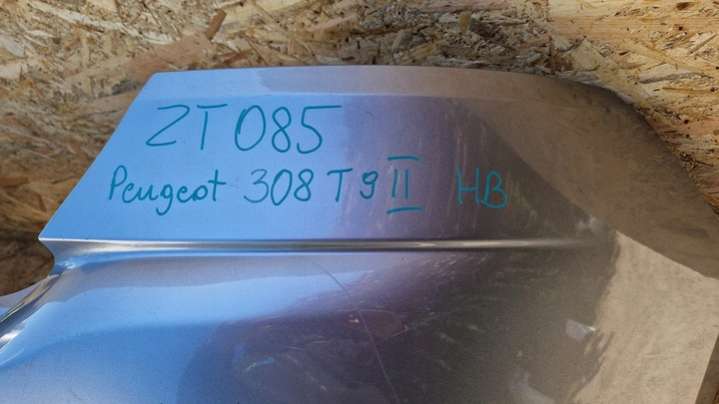 ZT085
Peugeot 308 T9 II HB